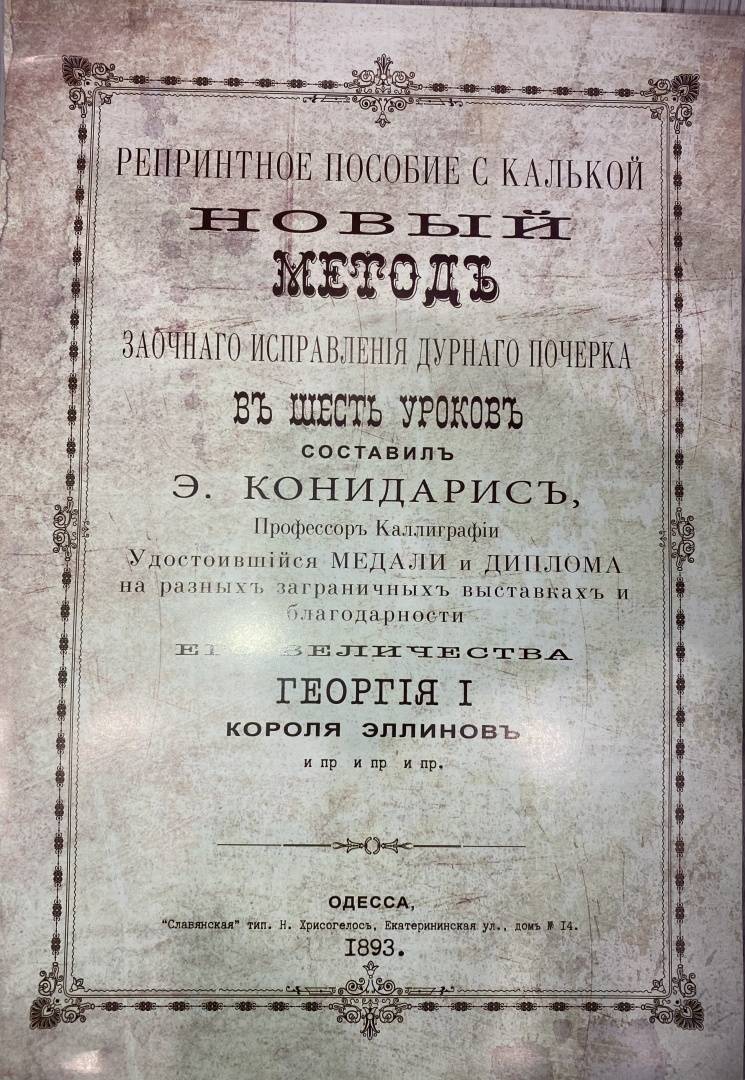 РЕПРИНТНОЕ ПОСОБИЕ С КАЛЬКОЙ
НОВЫЙ
МЕТОДЪ
ЗАОЧНАГО ИСПРАВЛЕНІЯ ДУРНАГО ПОЧЕРКА
ВЪ ШЕСТЬ УРОКОВЪ
СОСТАВИЛЪ
Э. КОНИДАРИСЪ,
Профессоръ Каллиграфіи
Удостоившійся МЕДАЛИ и ДИПЛОМА
на разныхъ заграничныхъ выставкахъ и
благодарности
ЕГО ВЕЛИЧЕСТВА
ГЕОРГІЯ I
КОРОЛЯ ЭЛЛИНОВЪ
и пр и пр и пр.
ОДЕССА,
"Славянская" тип. Н. Хрисогелосъ, Екатерининская ул., домъ № 14.
1893.